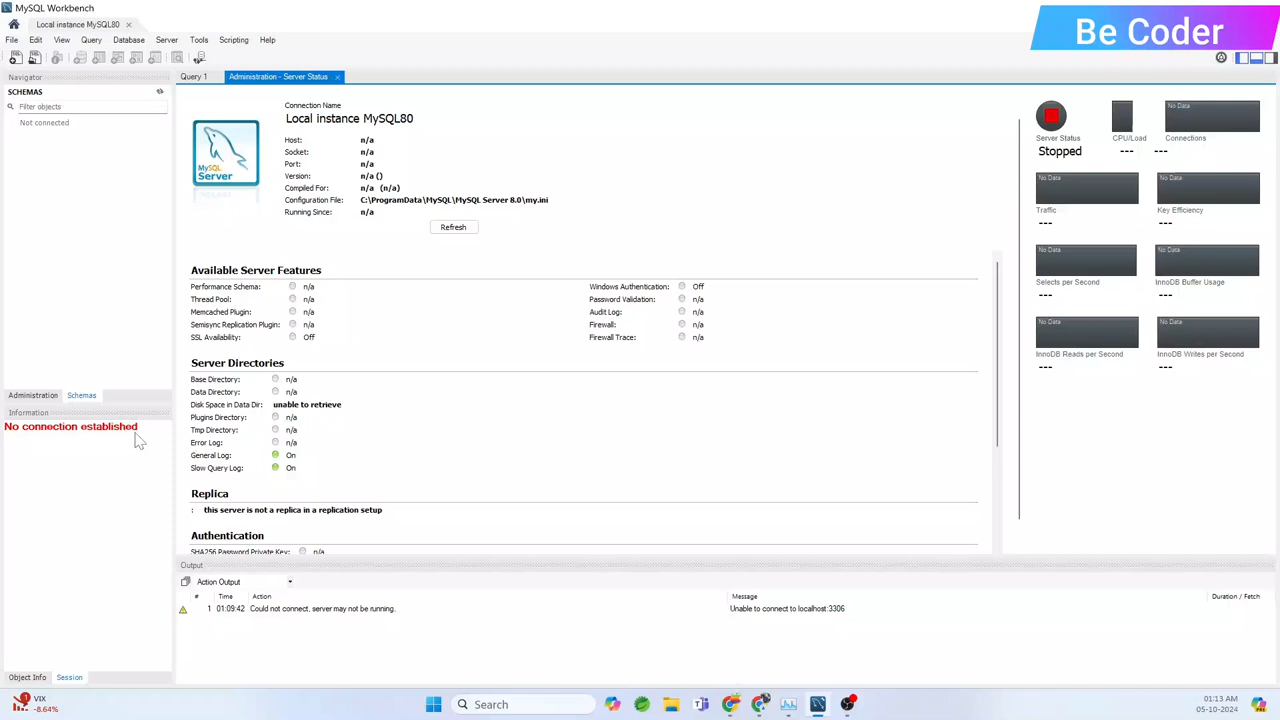 MySQL Workbench
Be Coder
Local instance MySQL80
File Edit View Query Database Server Tools Scripting Help
Navigator
SCHEMAS
Filter objects
Not connected
Query 1
Administration - Server Status
Connection Name
Local instance MySQL80
Host: n/a
Socket: n/a
Port: n/a
Version: n/a ()
Compiled For: n/a (n/a)
Configuration File: C:\ProgramData\MySQL\MySQL Server 8.0\my.ini
Running Since: n/a
Refresh
MySQL
Server
Available Server Features
Performance Schema: n/a Windows Authentication: Off
Thread Pool: n/a Password Validation: n/a
Memcached Plugin: n/a Audit Log: n/a
Semisync Replication Plugin: n/a Firewall: n/a
SSL Availability: Off Firewall Trace: n/a
Server Directories
Base Directory: n/a
Data Directory: n/a
Disk Space in Data Dir: unable to retrieve
Plugins Directory: n/a
Tmp Directory: n/a
Error Log: n/a
General Log: On
Slow Query Log: On
Replica
: this server is not a replica in a replication setup
Authentication
SHA256 Password Private Key: n/a
No Data
Server Status CPU/Load Connections
Stopped --- ---
No Data No Data
Traffic Key Efficiency
--- ---
No Data No Data
Selects per Second InnoDB Buffer Usage
--- ---
No Data No Data
InnoDB Reads per Second InnoDB Writes per Second
--- ---
Administration Schemas
Information
No connection established
Object Info Session
Output
Action Output
# Time Action Message Duration / Fetch
1 01:09:42 Could not connect, server may not be running. Unable to connect to localhost:3306
1 VIX
-8.64%
Search
01:13 AM
05-10-2024